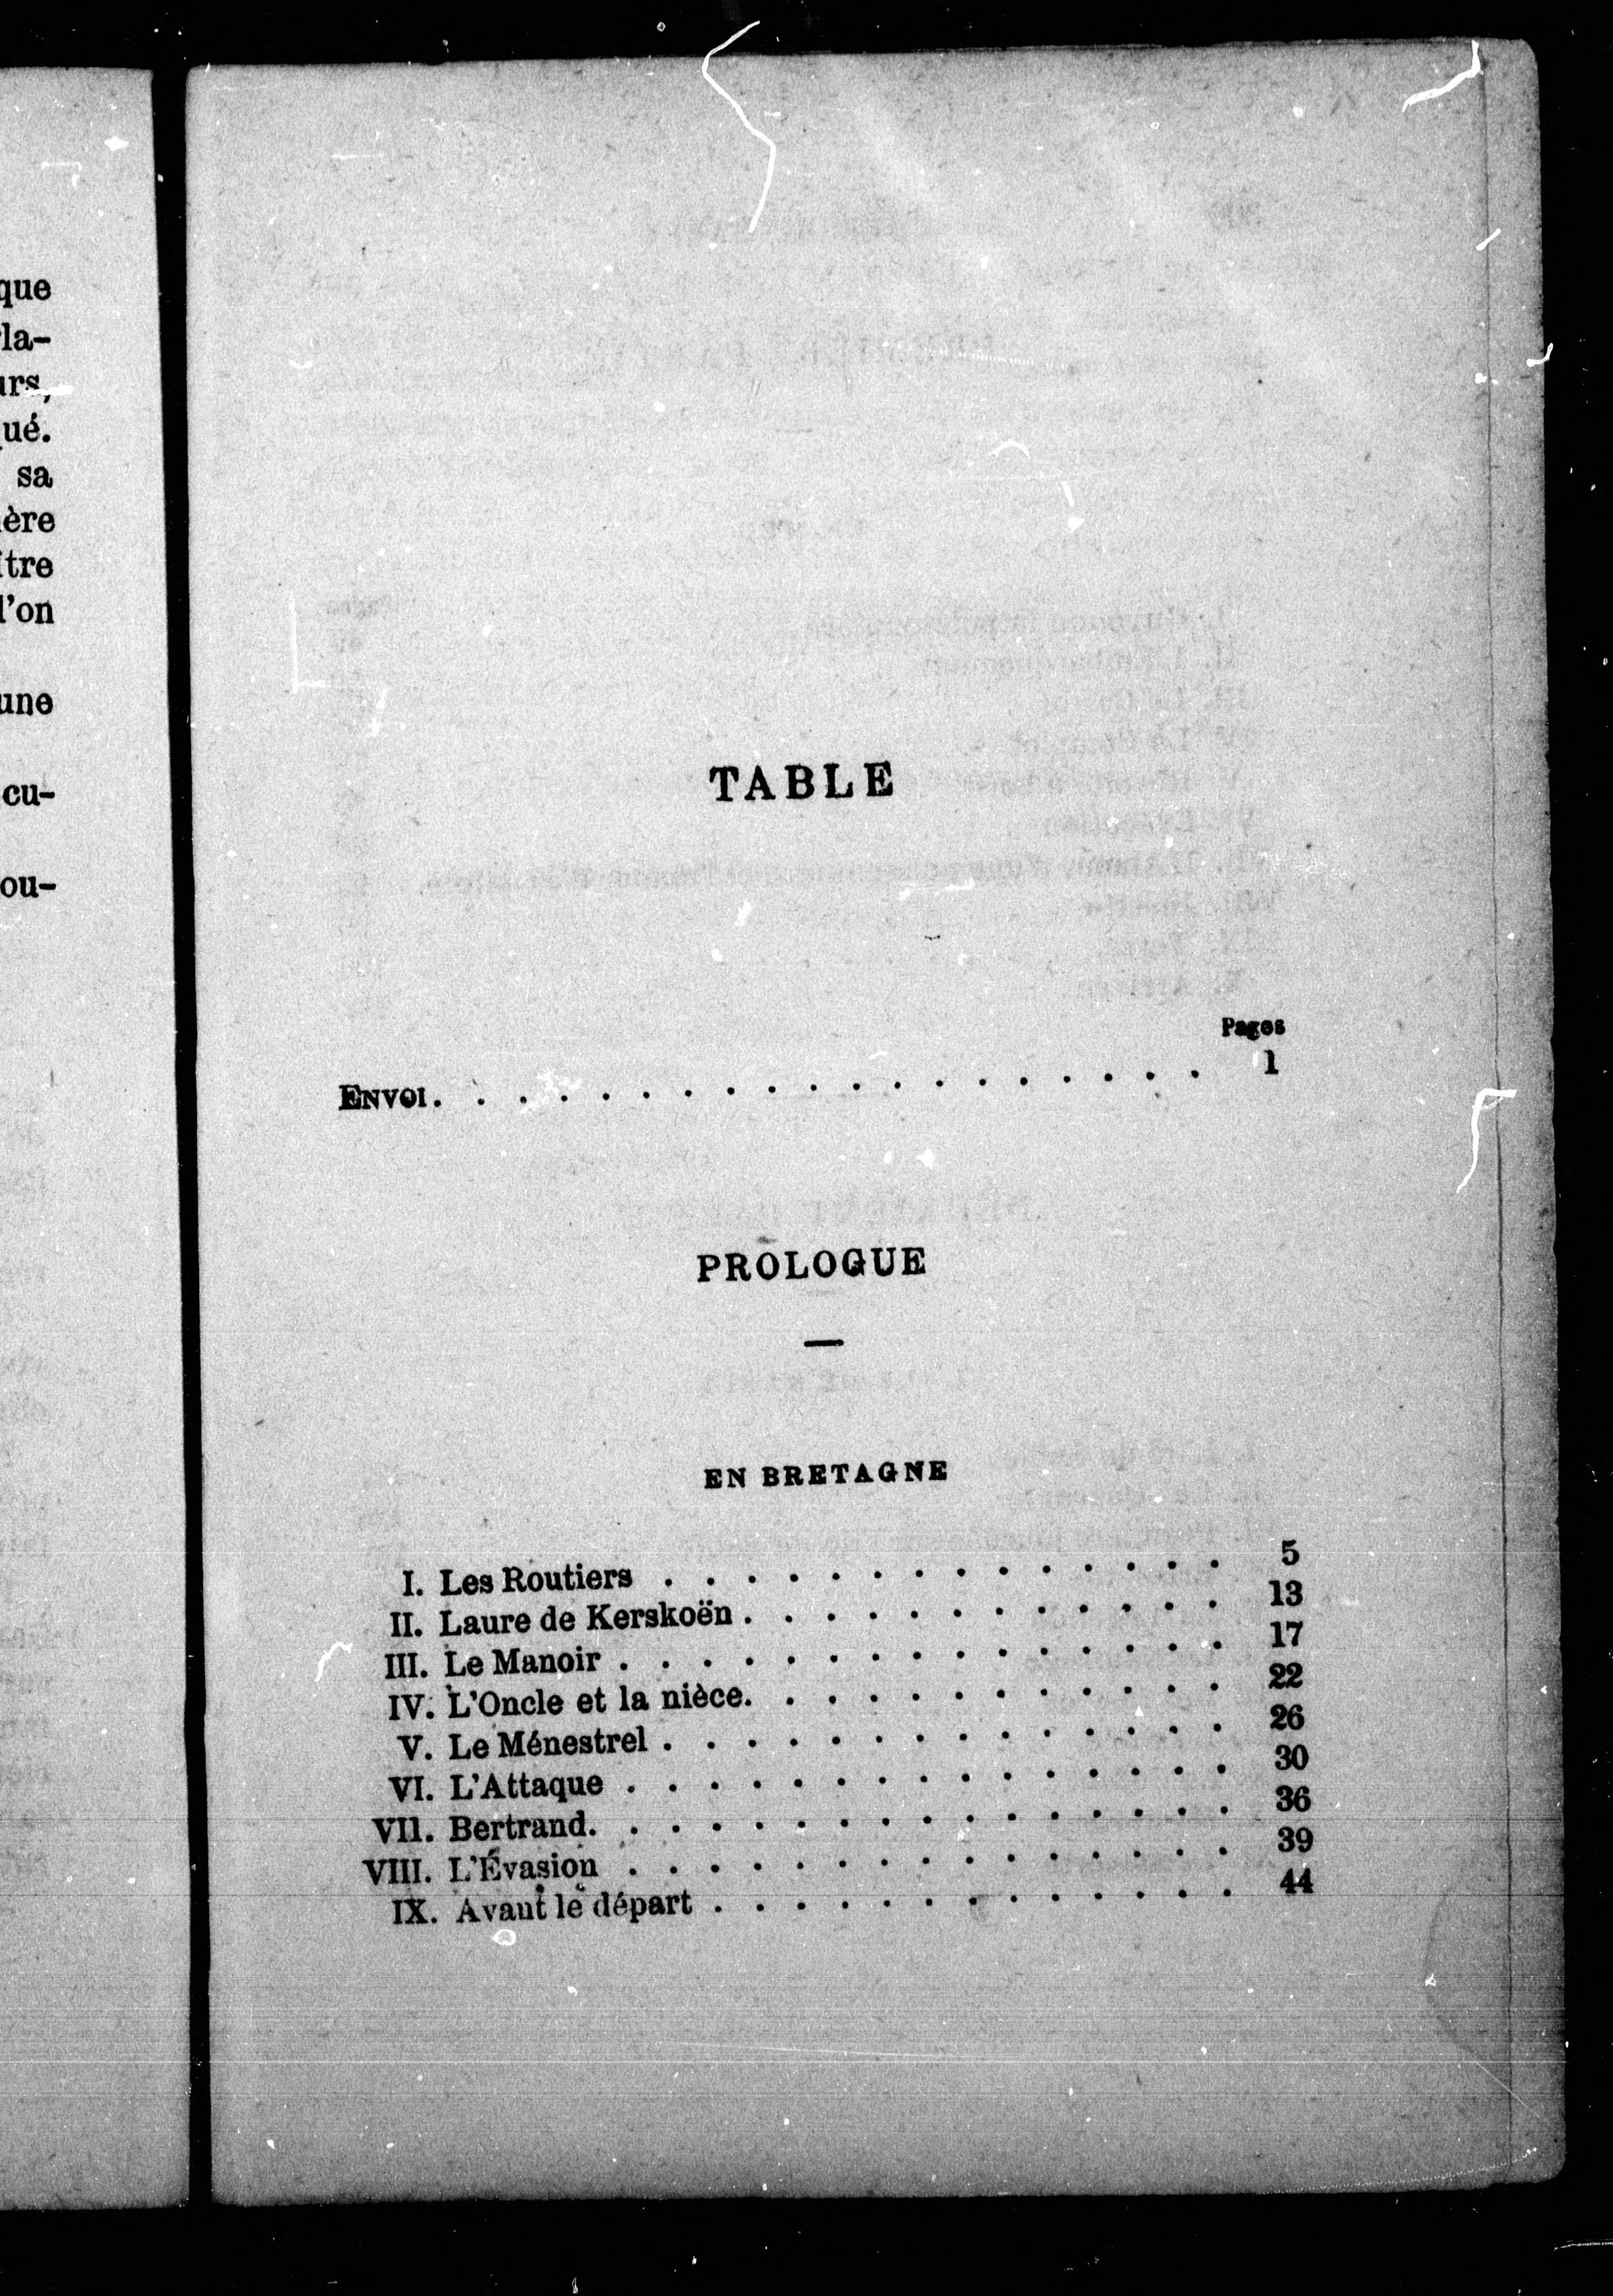 que
la-
urs,
ué.
sa
ère
ître
l'on
une
cu-
ou-
TABLE
Pages
ENVOI. . . . . . . . . . . . . . . . . . . 1
PROLOGUE
EN BRETAGNE
I. Les Routiers . . . . . . . . . . . . . . 5
II. Laure de Kerskoën . . . . . . . . . . . . 13
III. Le Manoir . . . . . . . . . . . . . . . 17
IV. L'Oncle et la nièce. . . . . . . . . . . . 22
V. Le Ménestrel . . . . . . . . . . . . . . 26
VI. L'Attaque . . . . . . . . . . . . . . . 30
VII. Bertrand. . . . . . . . . . . . . . . . 36
VIII. L'Évasion . . . . . . . . . . . . . . . 39
IX. Avant le départ . . . . . . . . . . . . . 44